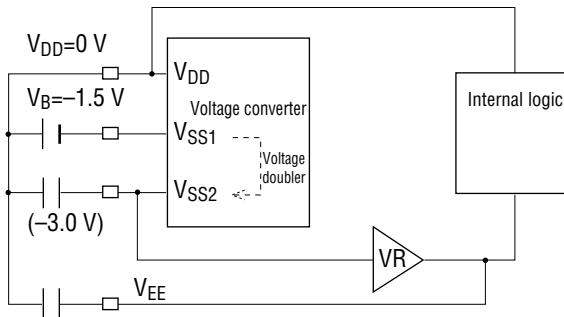 V_DD=0 V
V_DD
V_B=–1.5 V
Voltage converter
Internal logic
V_SS1
Voltage
doubler
V_SS2
(–3.0 V)
VR
V_EE